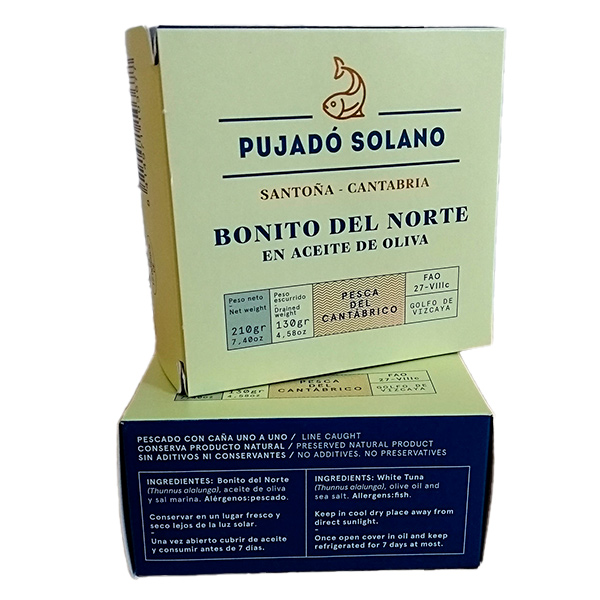 PUJADÓ SOLANO
SANTOÑA - CANTABRIA
BONITO DEL NORTE
EN ACEITE DE OLIVA
Peso neto
-
Net weight
210gr
7,40oz
Peso escurrido
-
Drained weight
130gr
4,58oz
PESCA
DEL
CANTÁBRICO
FAO
27-VIIIc
GOLFO DE
VIZCAYA
130gr
4,58oz
PESCA
DEL
CANTÁBRICO
FAO
27-VIIIc
GOLFO DE
VIZCAYA
PESCADO CON CAÑA UNO A UNO / LINE CAUGHT
CONSERVA PRODUCTO NATURAL / PRESERVED NATURAL PRODUCT
SIN ADITIVOS NI CONSERVANTES / NO ADDITIVES. NO PRESERVATIVES
INGREDIENTES: Bonito del Norte
(Thunnus alalunga), aceite de oliva
y sal marina. Alérgenos:pescado.
Conservar en un lugar fresco y
seco lejos de la luz solar.
Una vez abierto cubrir de aceite
y consumir antes de 7 días.
INGREDIENTS: White Tuna
(Thunnus alalunga), olive oil and
sea salt. Allergens:fish.
Keep in cool dry place away from
direct sunlight.
Once open cover in oil and keep
refrigerated for 7 days at most.